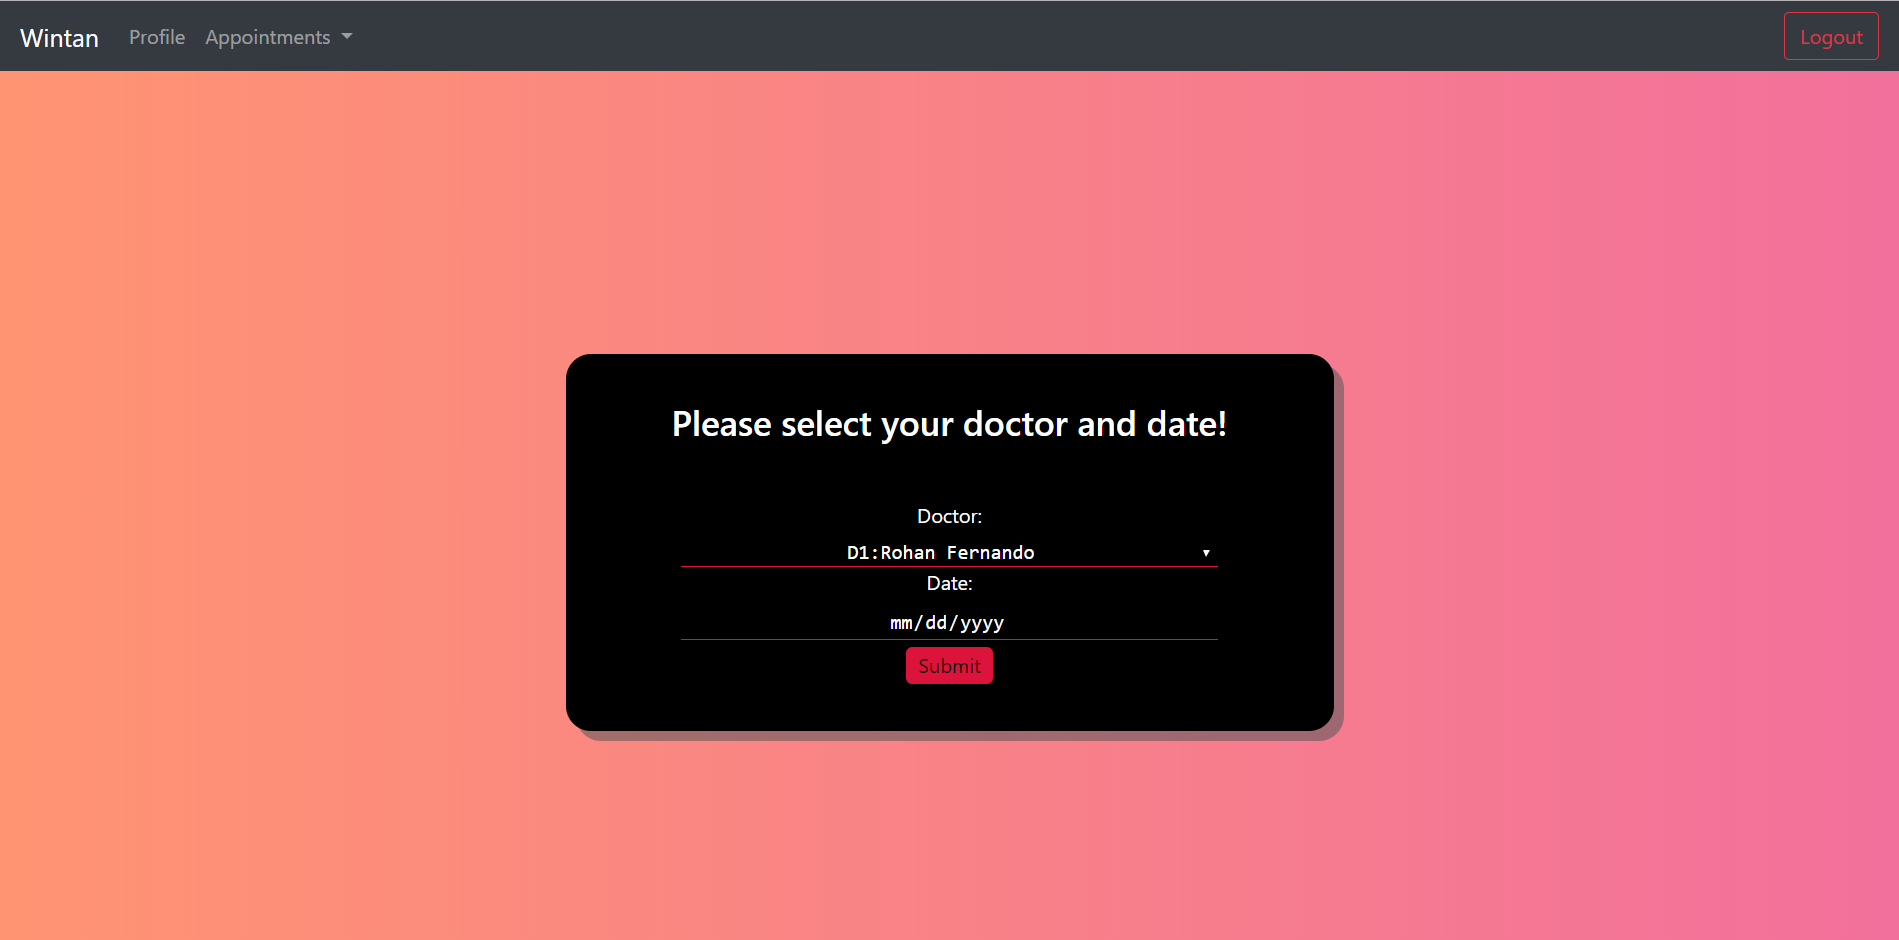 Wintan Profile Appointments Logout
Please select your doctor and date!
Doctor:
D1:Rohan Fernando
Date:
mm/dd/yyyy
Submit